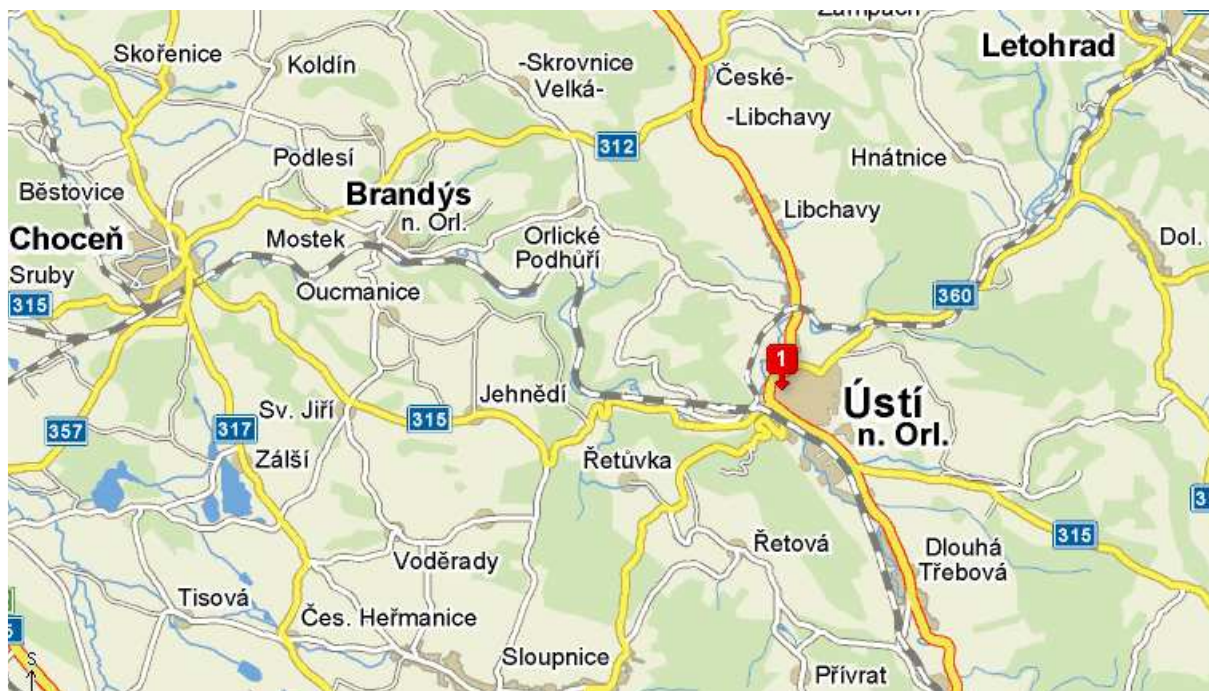 Zámpach
Letohrad
Skořenice
Koldín
-Skrovnice
Velká-
České-
-Libchavy
312
Hnátnice
Podlesí
Běstovice
Brandýs
n. Orl.
Libchavy
Choceň
Mostek
Orlické
Podhůří
Dol.
Sruby
315
Oucmanice
360
1
Jehnědí
Ústí
n. Orl.
Sv. Jiří
315
357
317
Zálší
Řetůvka
315
Voděrady
Řetová
Dlouhá
Třebová
Tisová
Čes. Heřmanice
Sloupnice
Přívrat
S